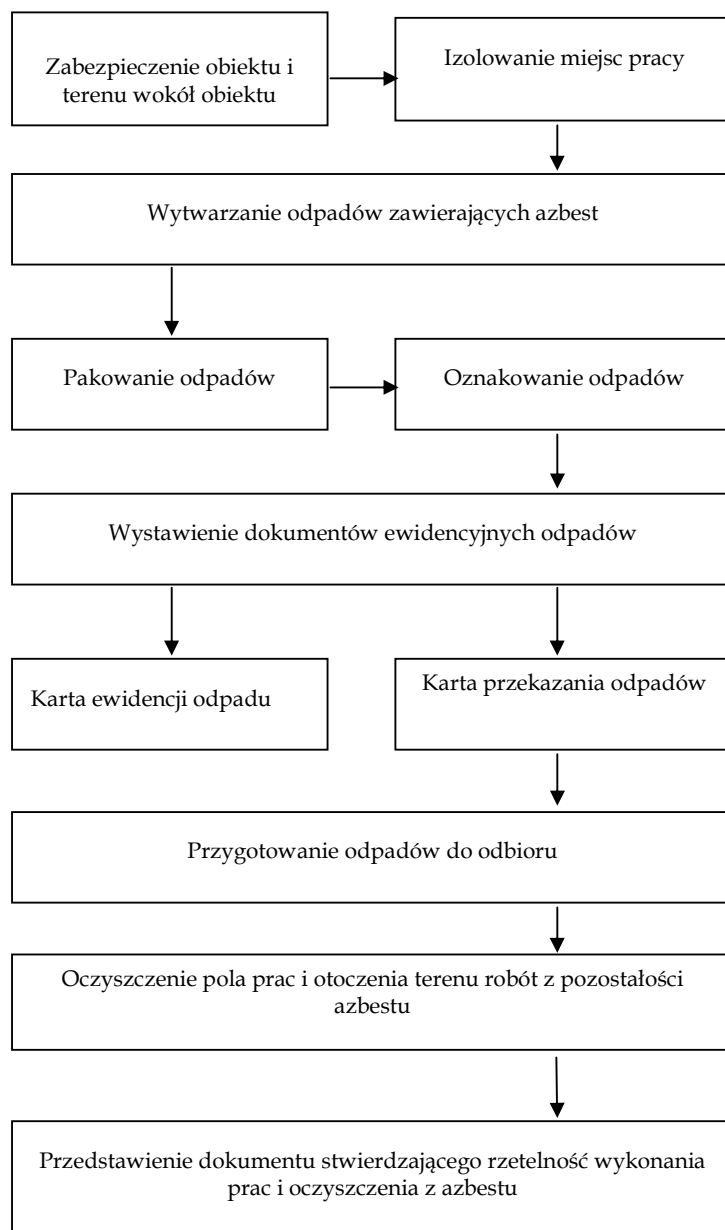 Zabezpieczenie obiektu i
terenu wokół obiektu
Izolowanie miejsc pracy
Wytwarzanie odpadów zawierających azbest
Pakowanie odpadów
Oznakowanie odpadów
Wystawienie dokumentów ewidencyjnych odpadów
Karta ewidencji odpadu
Karta przekazania odpadów
Przygotowanie odpadów do odbioru
Oczyszczenie pola prac i otoczenia terenu robót z pozostałości
azbestu
Przedstawienie dokumentu stwierdzającego rzetelność wykonania
prac i oczyszczenia z azbestu